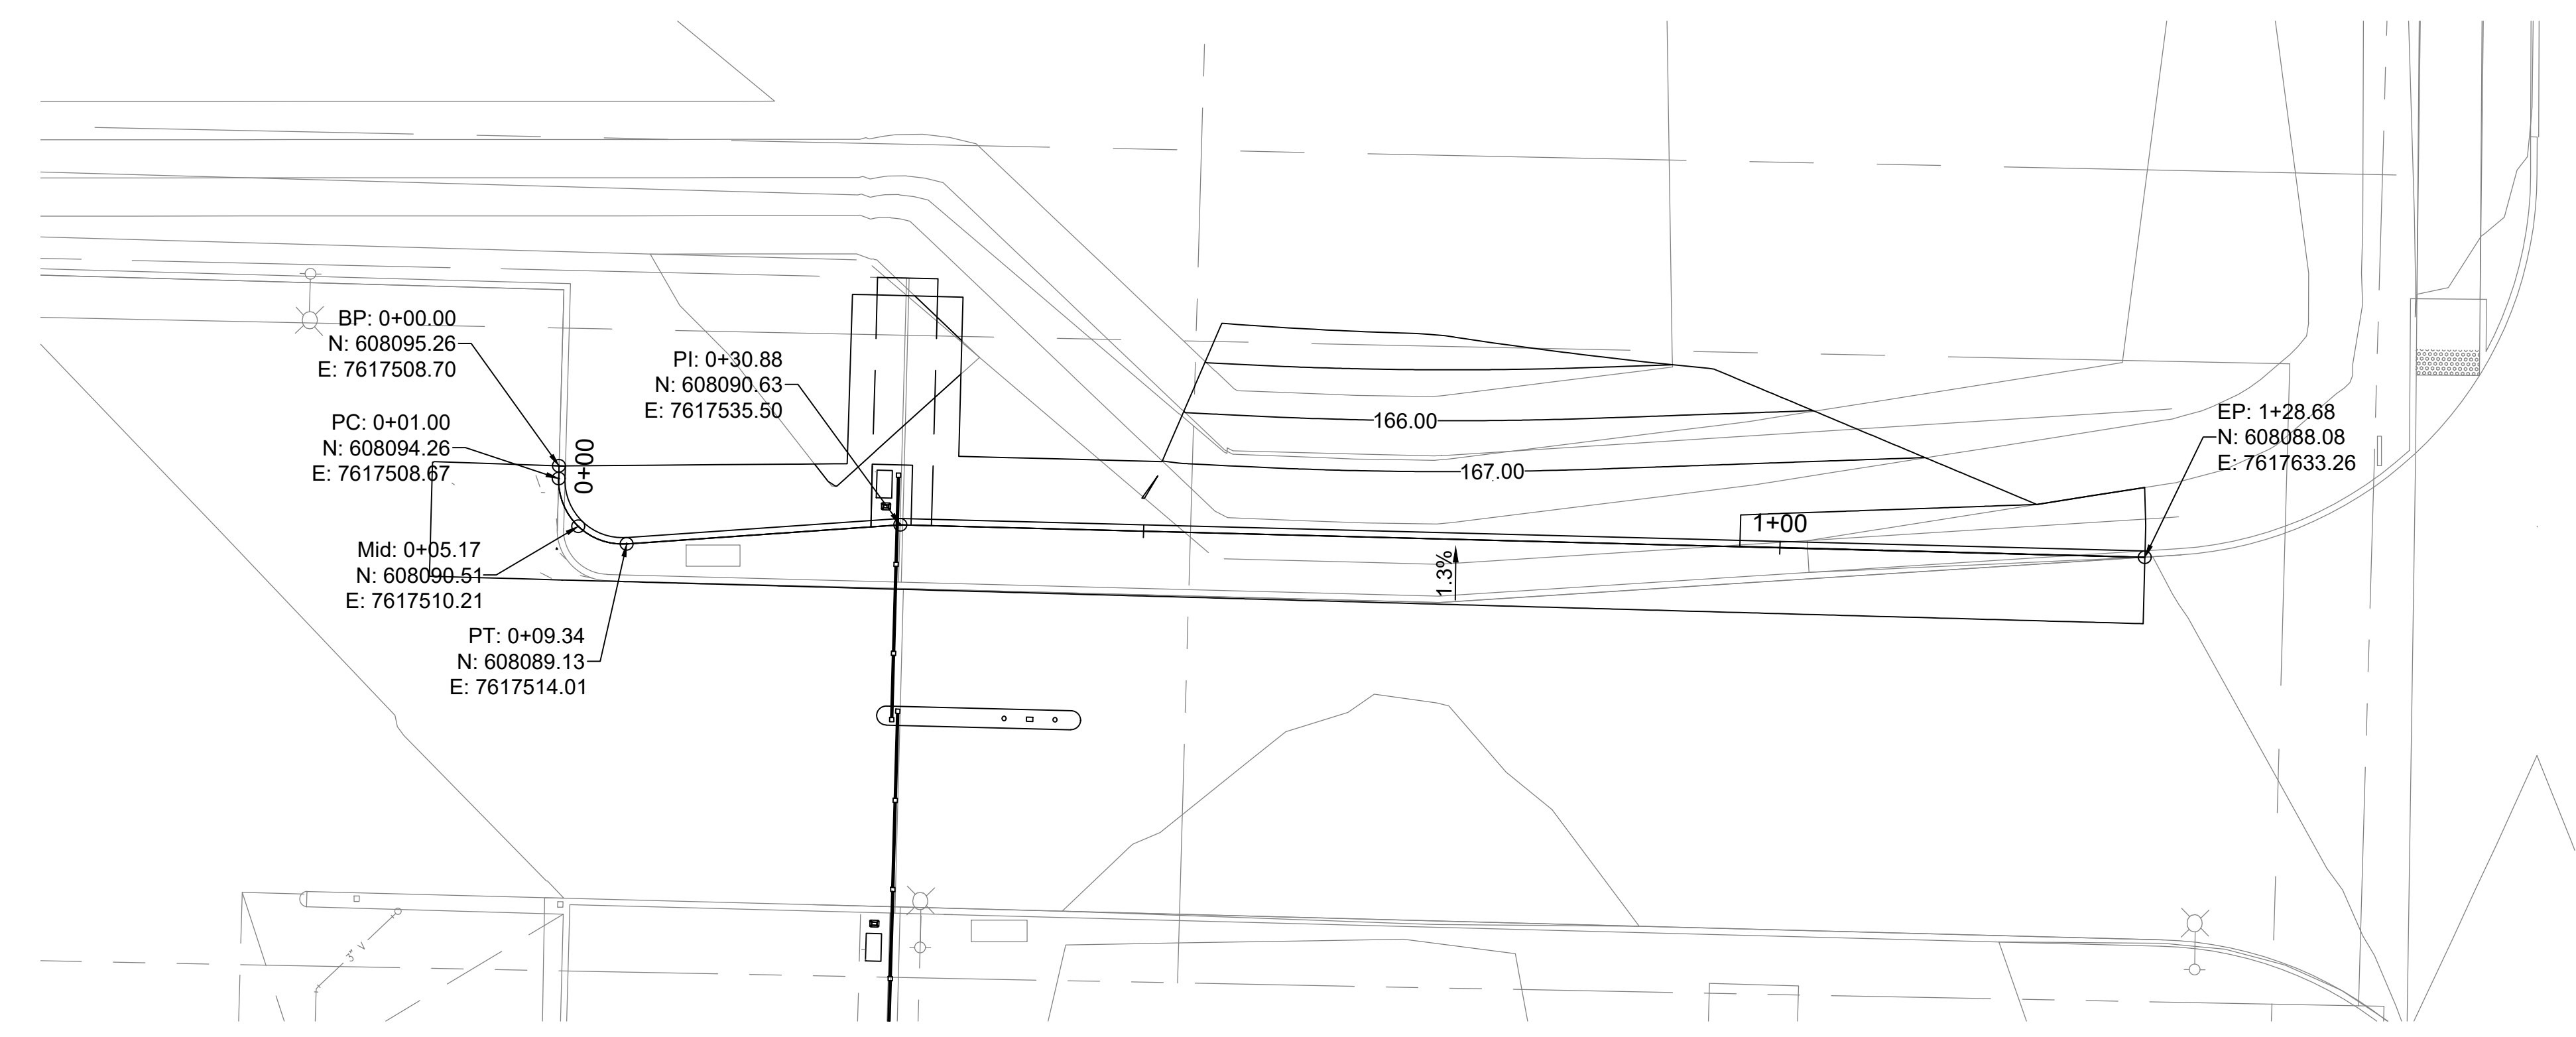 BP: 0+00.00
N: 608095.26
E: 7617508.70
PC: 0+01.00
N: 608094.26
E: 7617508.67
0+00
PI: 0+30.88
N: 608090.63
E: 7617535.50
166.00
167.00
EP: 1+28.68
N: 608088.08
E: 7617633.26
1+00
1.3%
Mid: 0+05.17
N: 608090.51
E: 7617510.21
PT: 0+09.34
N: 608089.13
E: 7617514.01
3" V